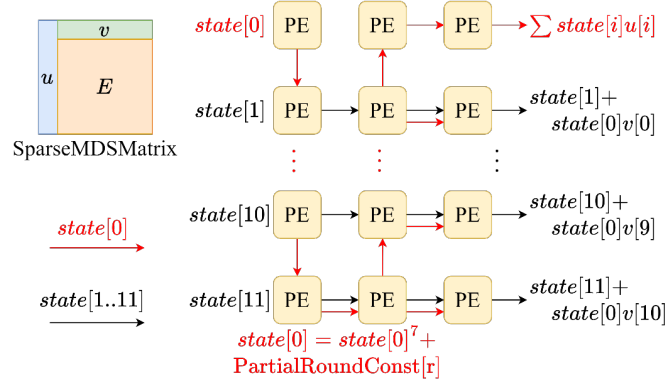 v
u
E
SparseMDSMatrix
state[0]
state[1..11]
state[0] PE PE PE ∑ state[i]u[i]
state[1] PE PE PE state[1]+
state[0]v[0]
⋮ ⋮ ⋮
state[10] PE PE PE state[10]+
state[0]v[9]
state[11] PE PE PE state[11]+
state[0]v[10]
state[0] = state[0]⁷+
PartialRoundConst[r]